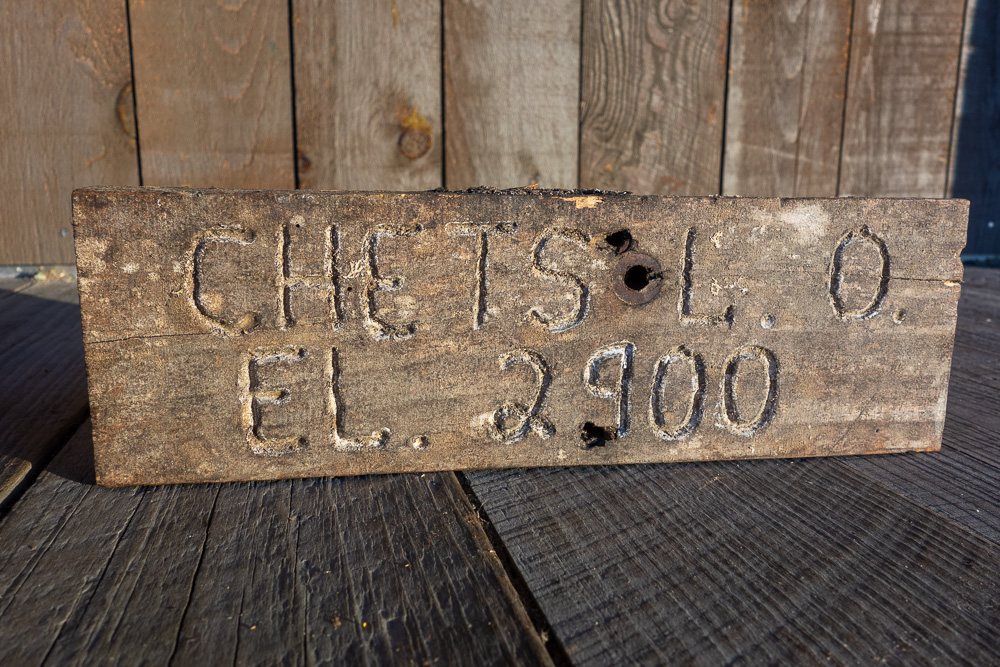 CHETS L. O.
EL. 2900